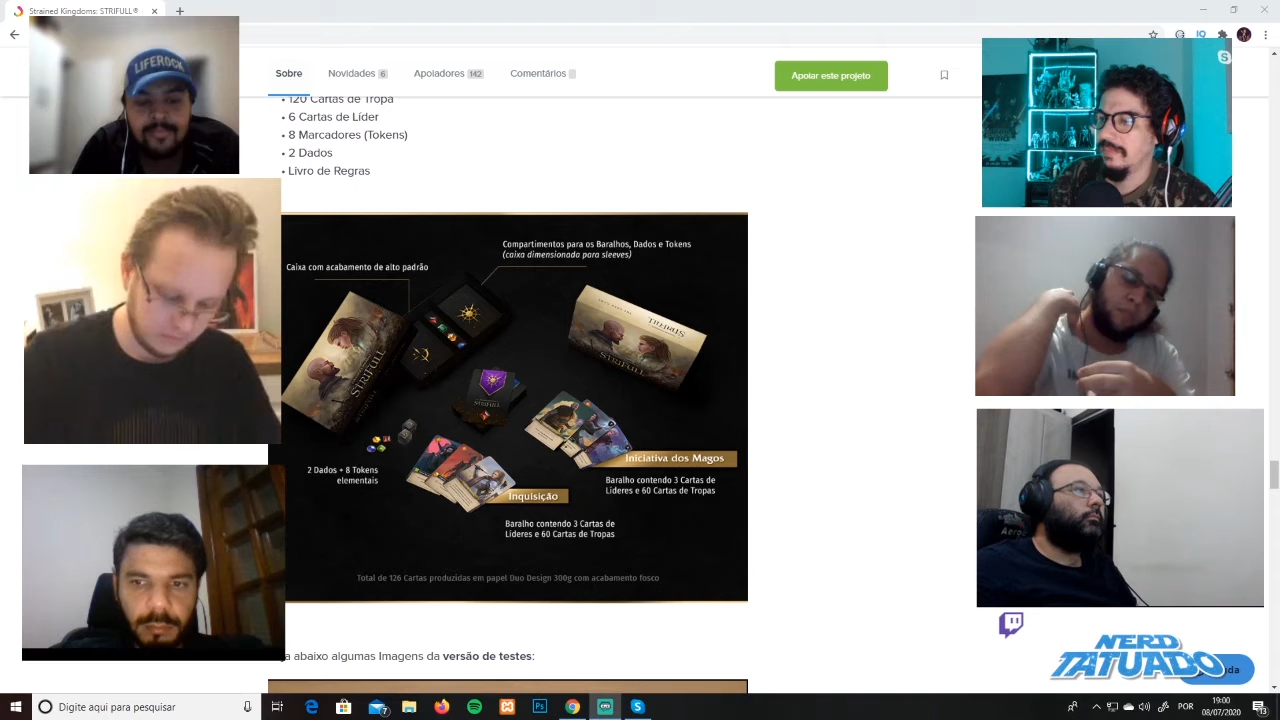 Strained Kingdoms: STRIFULL®
LIFEROCK
Sobre
Novidades 6
Apoiadores 142
Comentários
Apoiar este projeto
• 120 Cartas de Tropa
• 6 Cartas de Líder
• 8 Marcadores (Tokens)
• 2 Dados
• Livro de Regras
Compartimentos para os Baralhos, Dados e Tokens
(caixa dimensionada para sleeves)
Caixa com acabamento de alto padrão
STRIFULL
STRIFULL
STRIFULL
2 Dados + 8 Tokens
elementais
Iniciativa dos Magos
Baralho contendo 3 Cartas de
Líderes e 60 Cartas de Tropas
Inquisição
Baralho contendo 3 Cartas de
Líderes e 60 Cartas de Tropas
Total de 126 Cartas produzidas em papel Duo Design 300g com acabamento fosco
a abaixo algumas Imagens da versão de testes:
NERD
TATUADO
Digite aqui para pesquisar
POR
19:00
08/07/2020